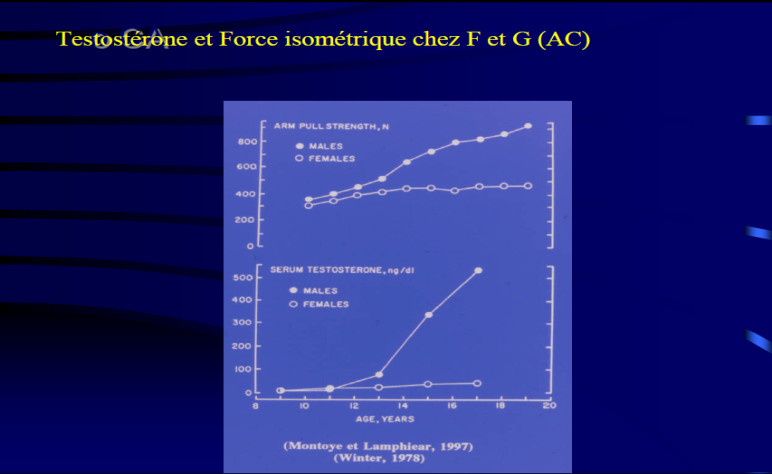 Testostérone et Force isométrique chez F et G (AC)
ARM PULL STRENGTH, N
MALES
FEMALES
800
600
400
200
0
SERUM TESTOSTERONE, ng/dl
MALES
FEMALES
500
400
300
200
100
0
8 10 12 14 16 18 20
AGE, YEARS
(Montoye et Lamphiear, 1997)
(Winter, 1978)